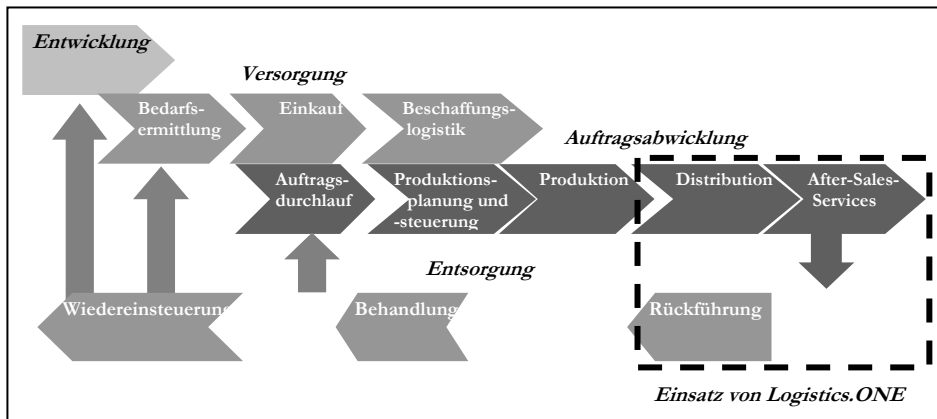 Entwicklung
Versorgung
Bedarfs-
ermittlung
Einkauf
Beschaffungs-
logistik
Auftragsabwicklung
Auftrags-
durchlauf
Produktions-
planung und
-steuerung
Produktion
Distribution
After-Sales-
Services
Entsorgung
Wiedereinsteuerung
Behandlung
Rückführung
Einsatz von Logistics.ONE